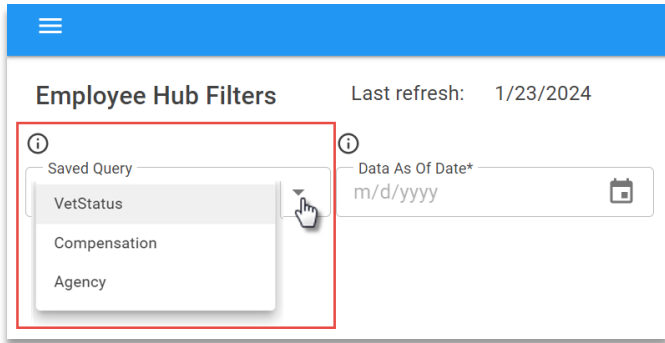 Employee Hub Filters
Last refresh: 1/23/2024
Saved Query
VetStatus
Compensation
Agency
Data As Of Date*
m/d/yyyy